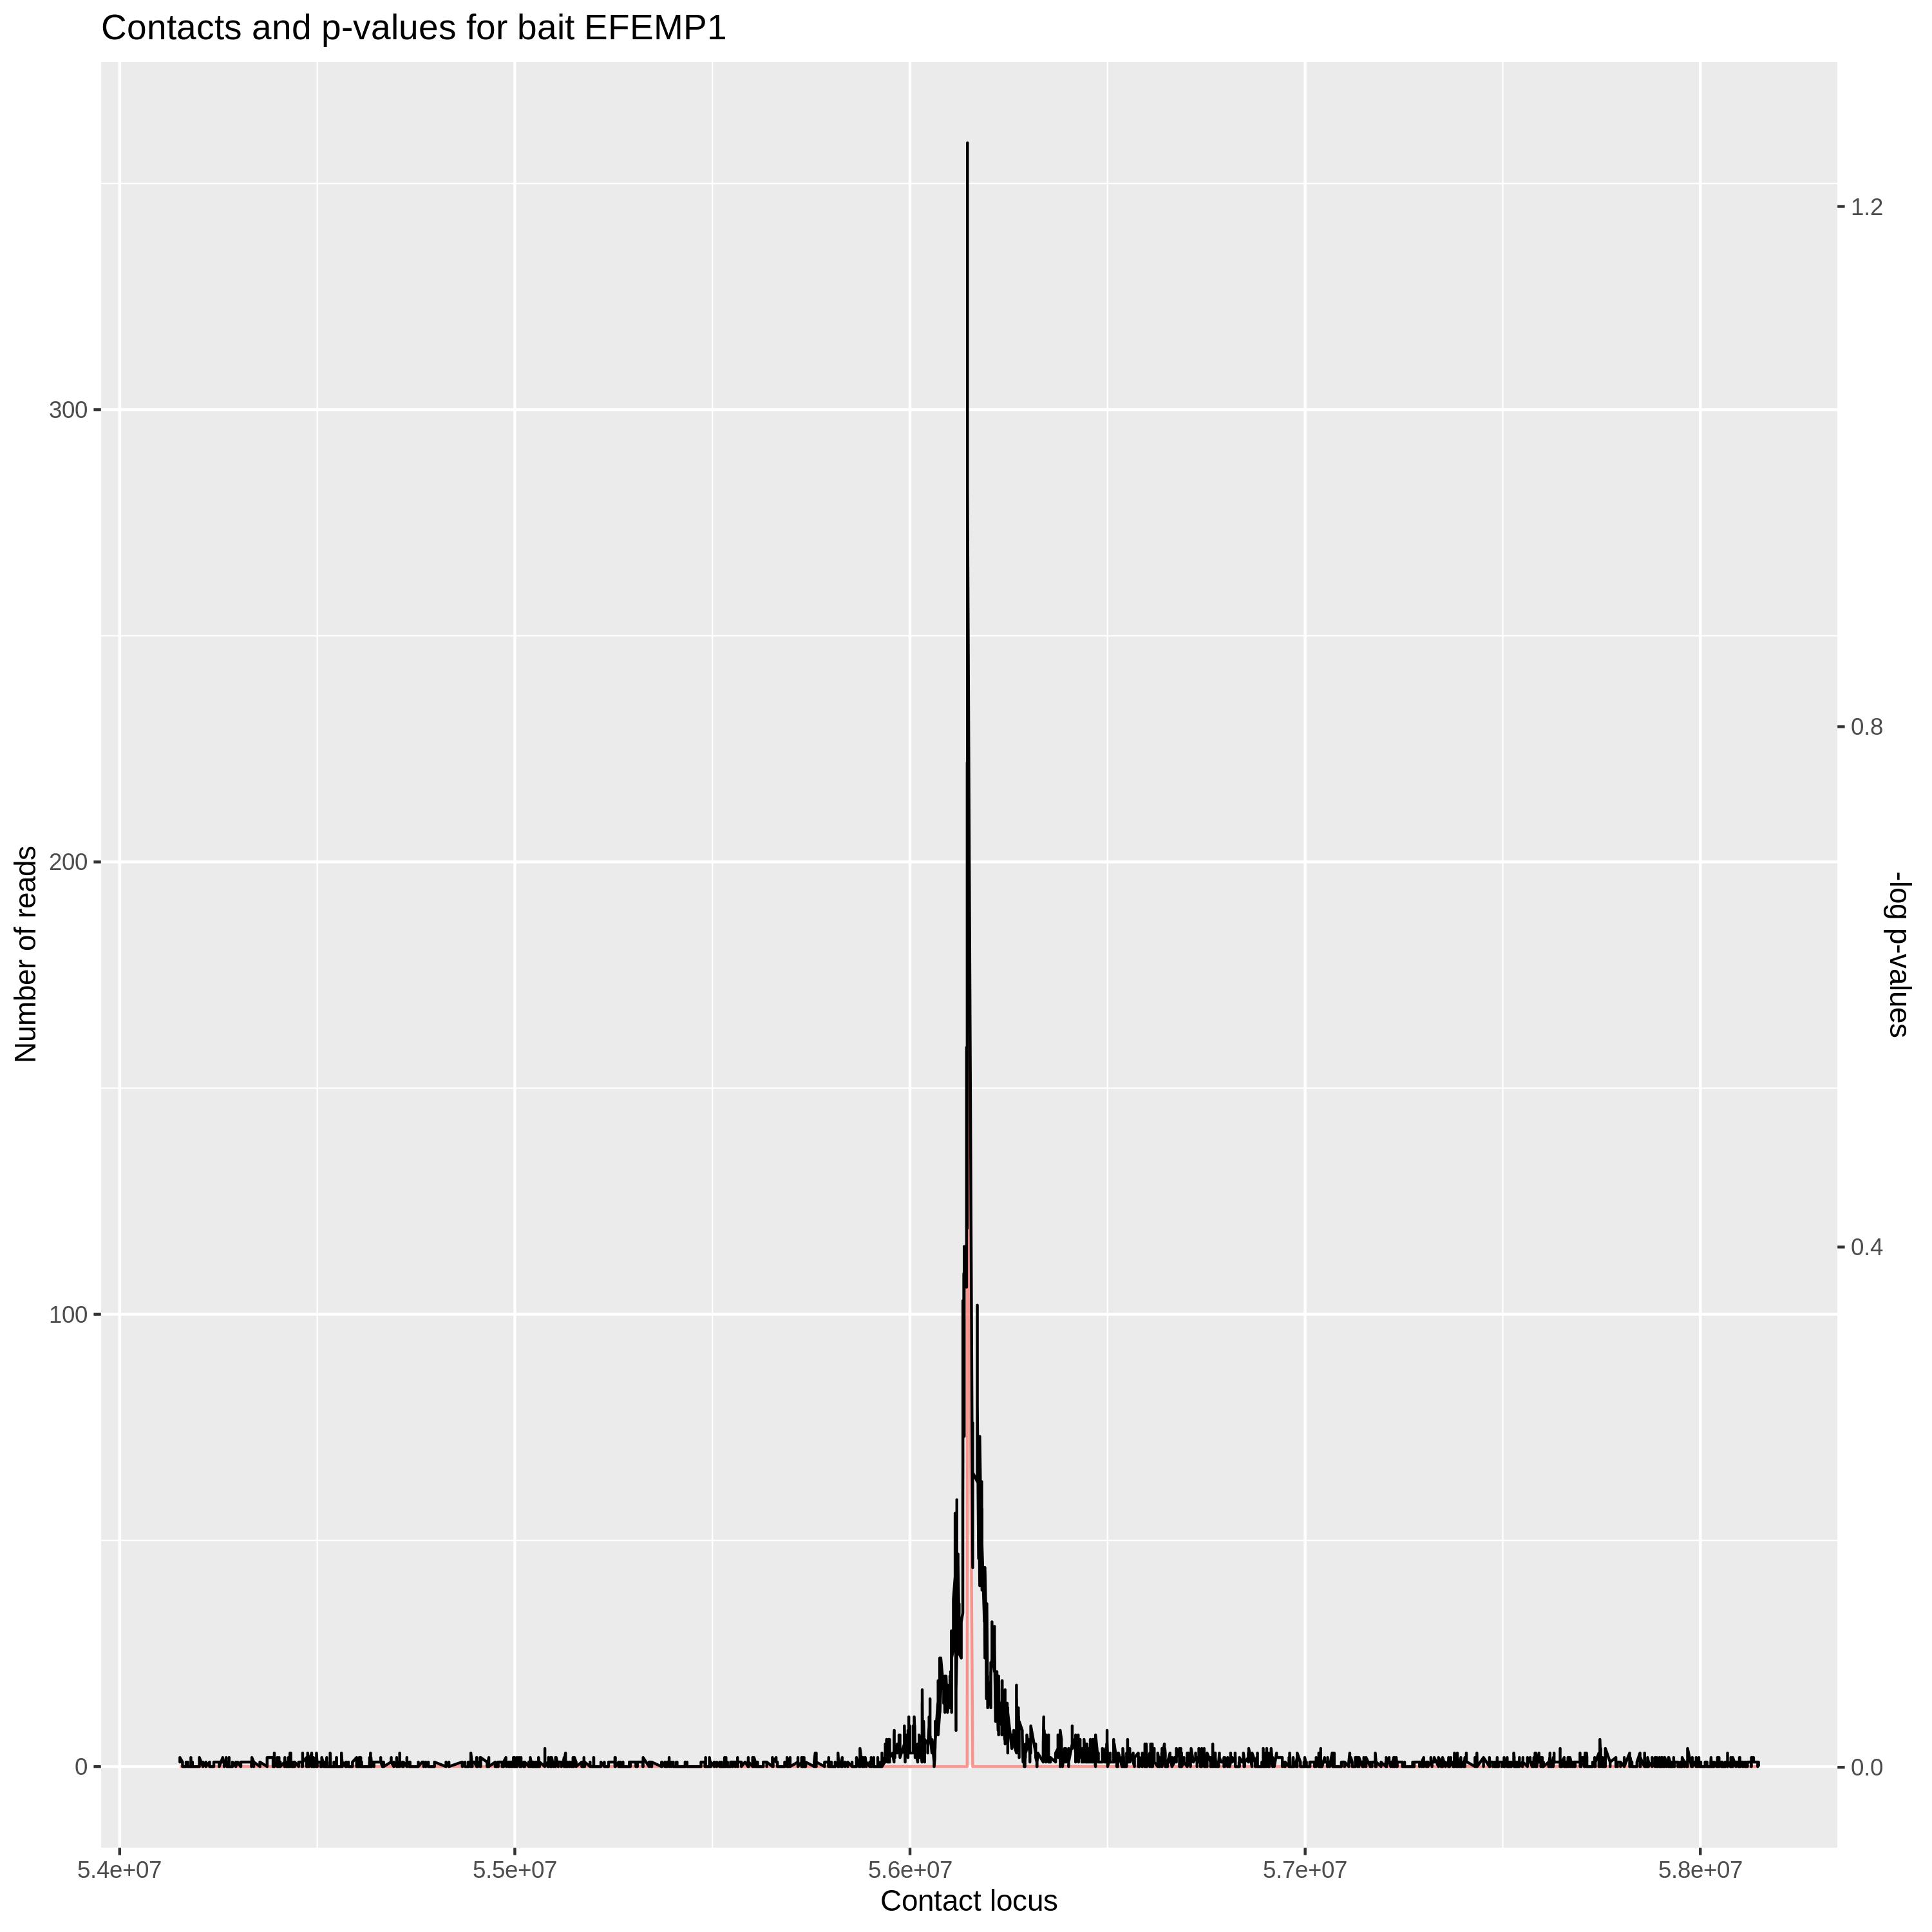 Contacts and p-values for bait EFEMP1
Number of reads
300
200
100
0
1.2
0.8
0.4
0.0
-log p-values
5.4e+07 5.5e+07 5.6e+07 5.7e+07 5.8e+07
Contact locus